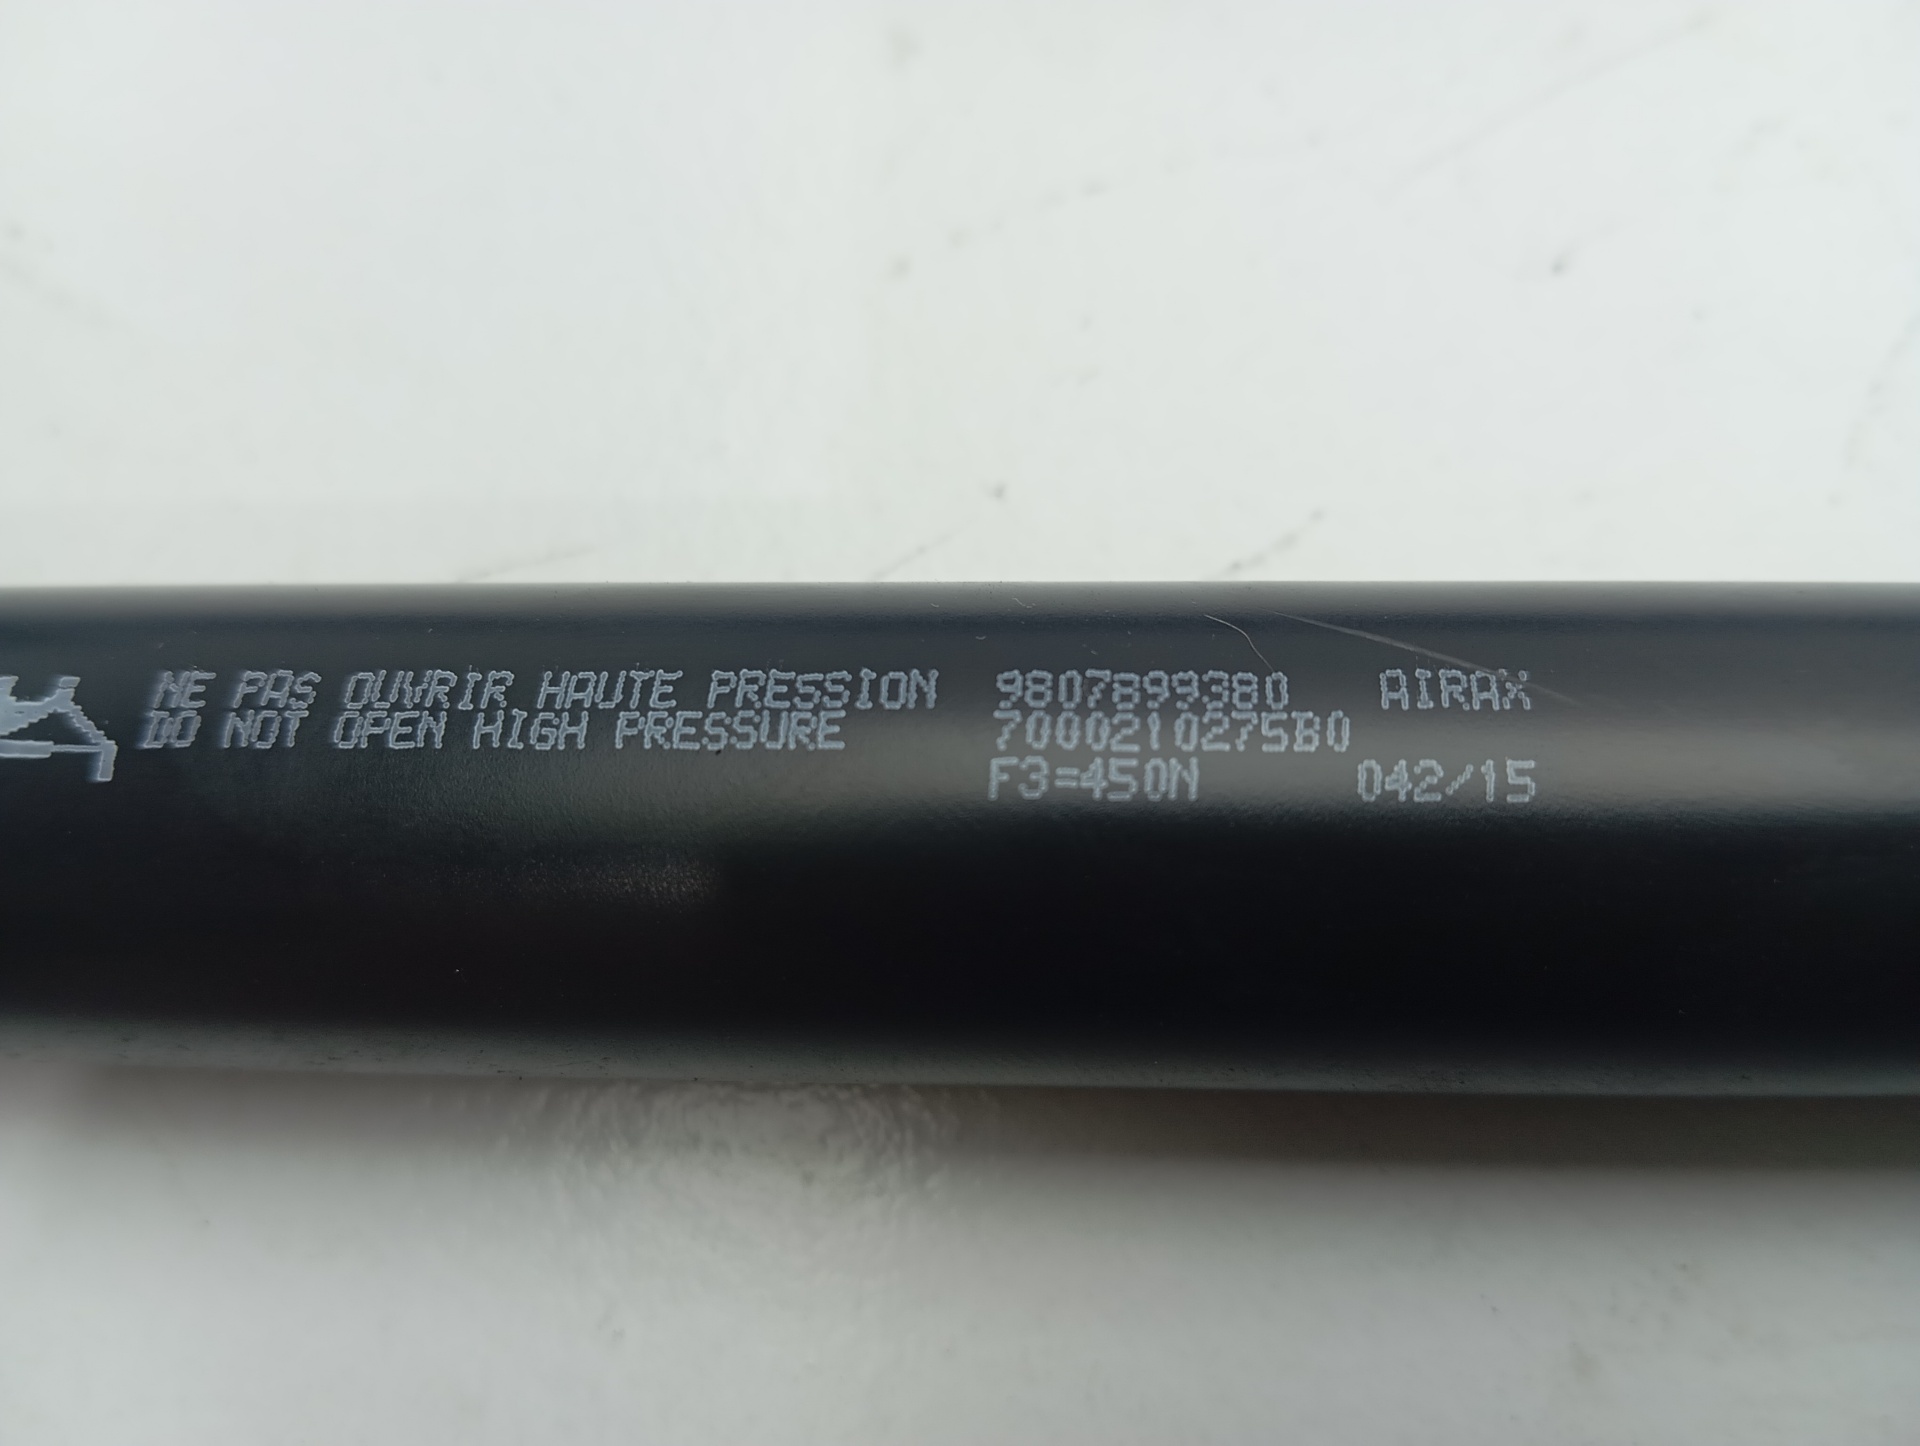 NE PAS OUVRIR HAUTE PRESSION 9807899380 AIRAX
DO NOT OPEN HIGH PRESSURE 7000210275B0
F3=450N 042/15